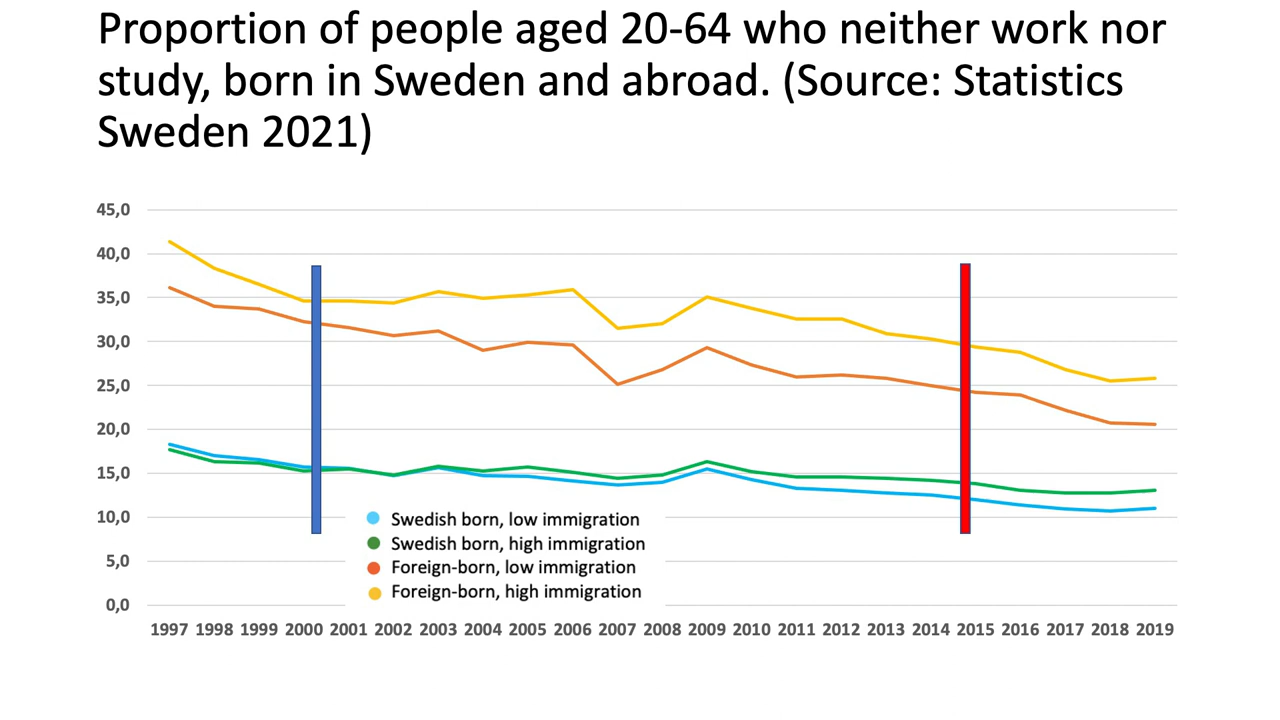 Proportion of people aged 20-64 who neither work nor
study, born in Sweden and abroad. (Source: Statistics
Sweden 2021)
45,0
40,0
35,0
30,0
25,0
20,0
15,0
10,0
5,0
0,0
Swedish born, low immigration
Swedish born, high immigration
Foreign-born, low immigration
Foreign-born, high immigration
1997 1998 1999 2000 2001 2002 2003 2004 2005 2006 2007 2008 2009 2010 2011 2012 2013 2014 2015 2016 2017 2018 2019